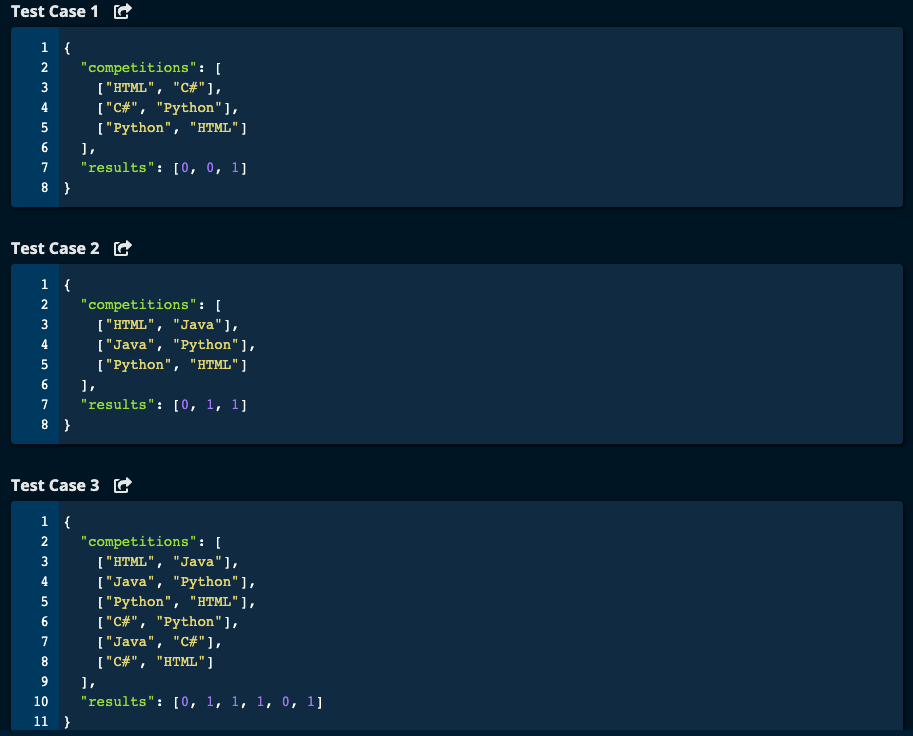 Test Case 1
1 {
2   "competitions": [
3     ["HTML", "C#"],
4     ["C#", "Python"],
5     ["Python", "HTML"]
6   ],
7   "results": [0, 0, 1]
8 }
Test Case 2
1 {
2   "competitions": [
3     ["HTML", "Java"],
4     ["Java", "Python"],
5     ["Python", "HTML"]
6   ],
7   "results": [0, 1, 1]
8 }
Test Case 3
1 {
2   "competitions": [
3     ["HTML", "Java"],
4     ["Java", "Python"],
5     ["Python", "HTML"],
6     ["C#", "Python"],
7     ["Java", "C#"],
8     ["C#", "HTML"]
9   ],
10   "results": [0, 1, 1, 1, 0, 1]
11 }